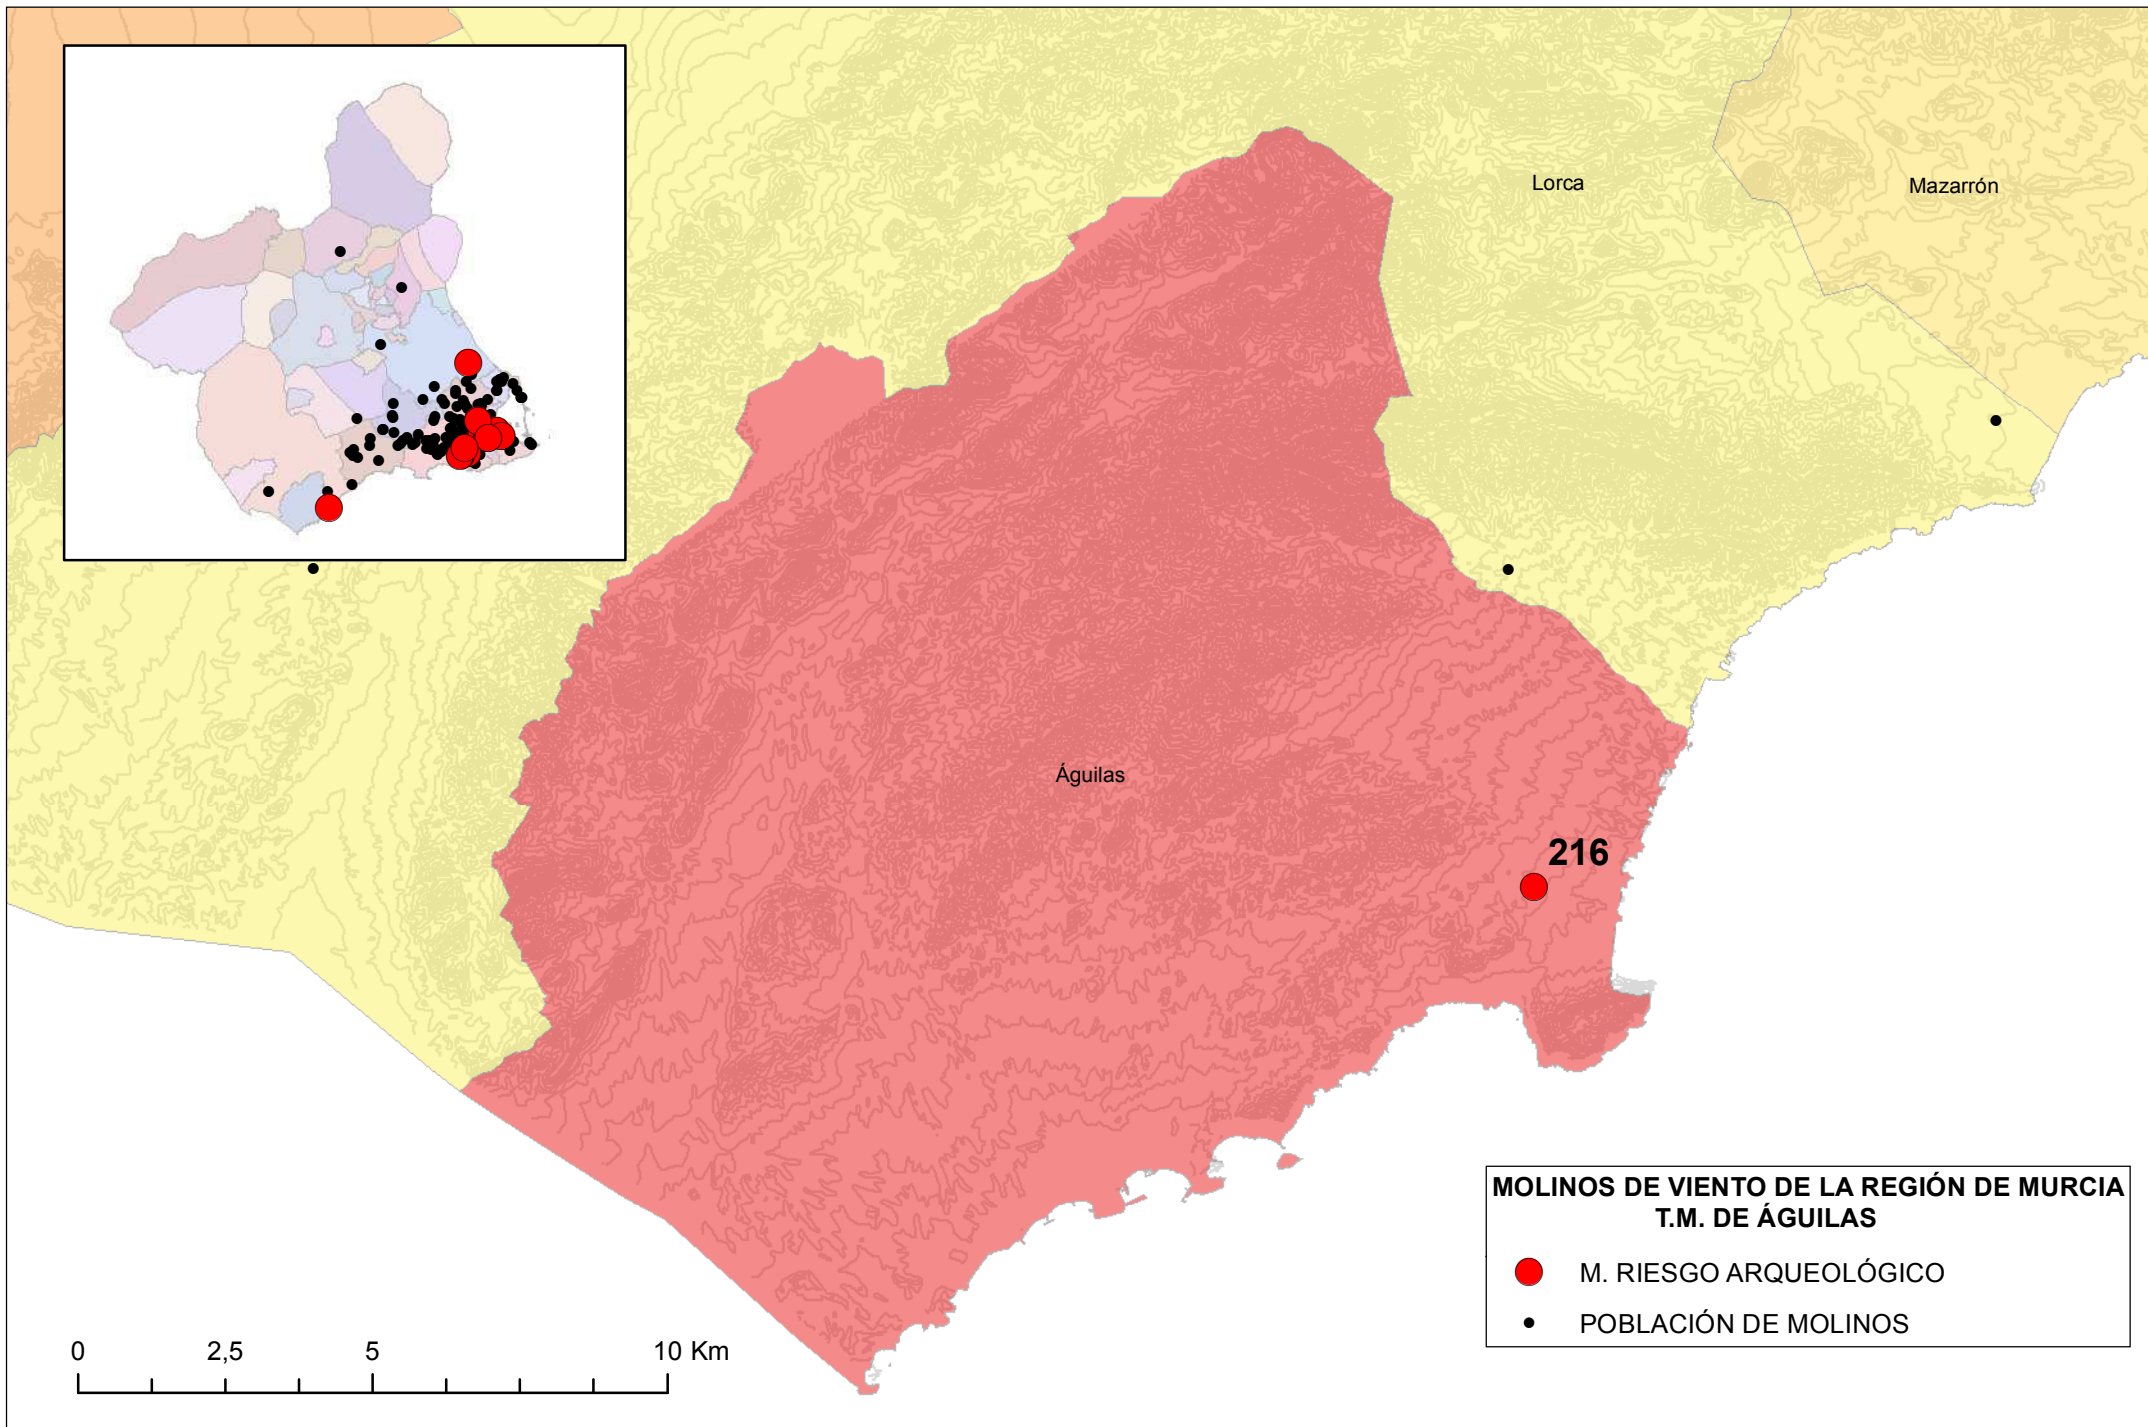 Lorca
Mazarrón
Águilas
216
MOLINOS DE VIENTO DE LA REGIÓN DE MURCIA
T.M. DE ÁGUILAS
M. RIESGO ARQUEOLÓGICO
POBLACIÓN DE MOLINOS
0 2,5 5 10 Km